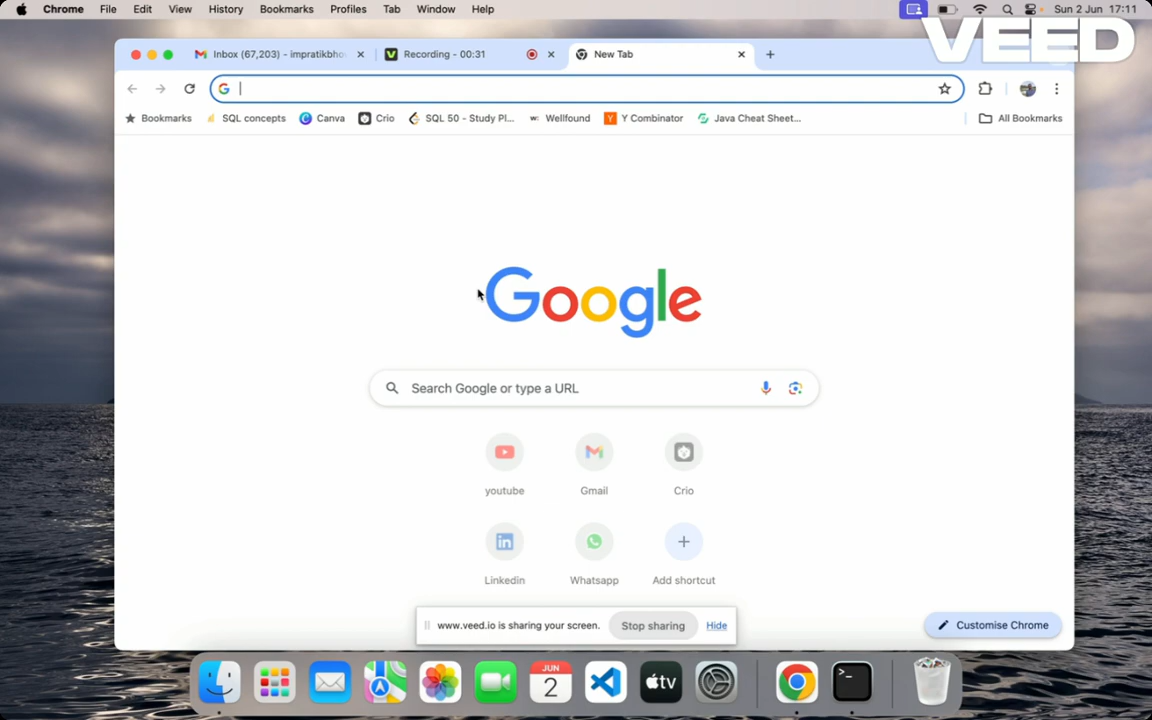 Chrome File Edit View History Bookmarks Profiles Tab Window Help Sun 2 Jun 17:11
VEED
Inbox (67,203) - impratikbho Recording - 00:31 New Tab
Bookmarks SQL concepts Canva Crio SQL 50 - Study Pl... Wellfound Y Combinator Java Cheat Sheet... All Bookmarks
Google
Search Google or type a URL
youtube Gmail Crio
Linkedin Whatsapp Add shortcut
www.veed.io is sharing your screen. Stop sharing Hide
Customise Chrome
JUN
2
tv